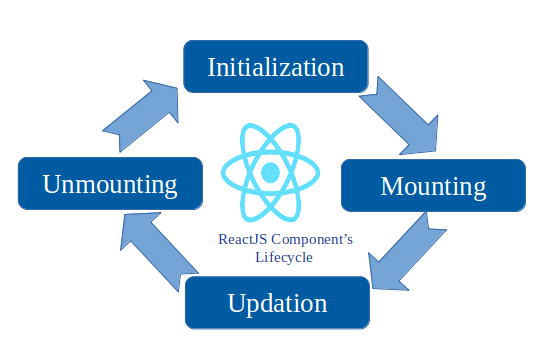 Initialization
Unmounting
Mounting
ReactJS Component’s
Lifecycle
Updation